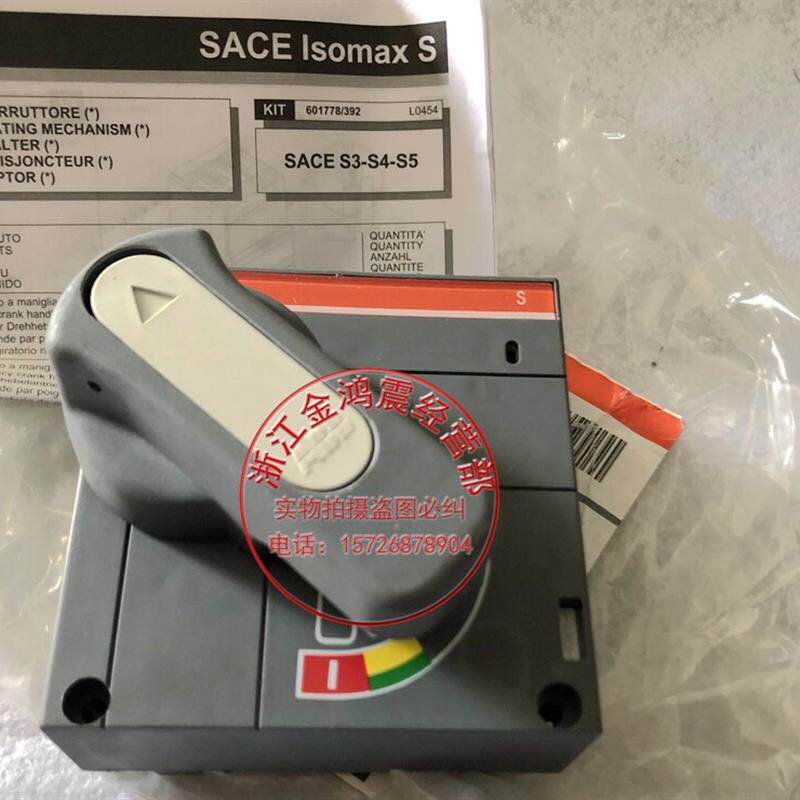 SACE Isomax S
RRUTTORE (*)
ATING MECHANISM (*)
ALTER (*)
ISJONCTEUR (*)
PTOR (*)
KIT 601778/392 L0454
SACE S3-S4-S5
QUANTITA'
QUANTITY
ANZAHL
QUANTITE
S
I
ABB
浙江金鸿震经营部
实物拍摄盗图必纠
电话：15726878904